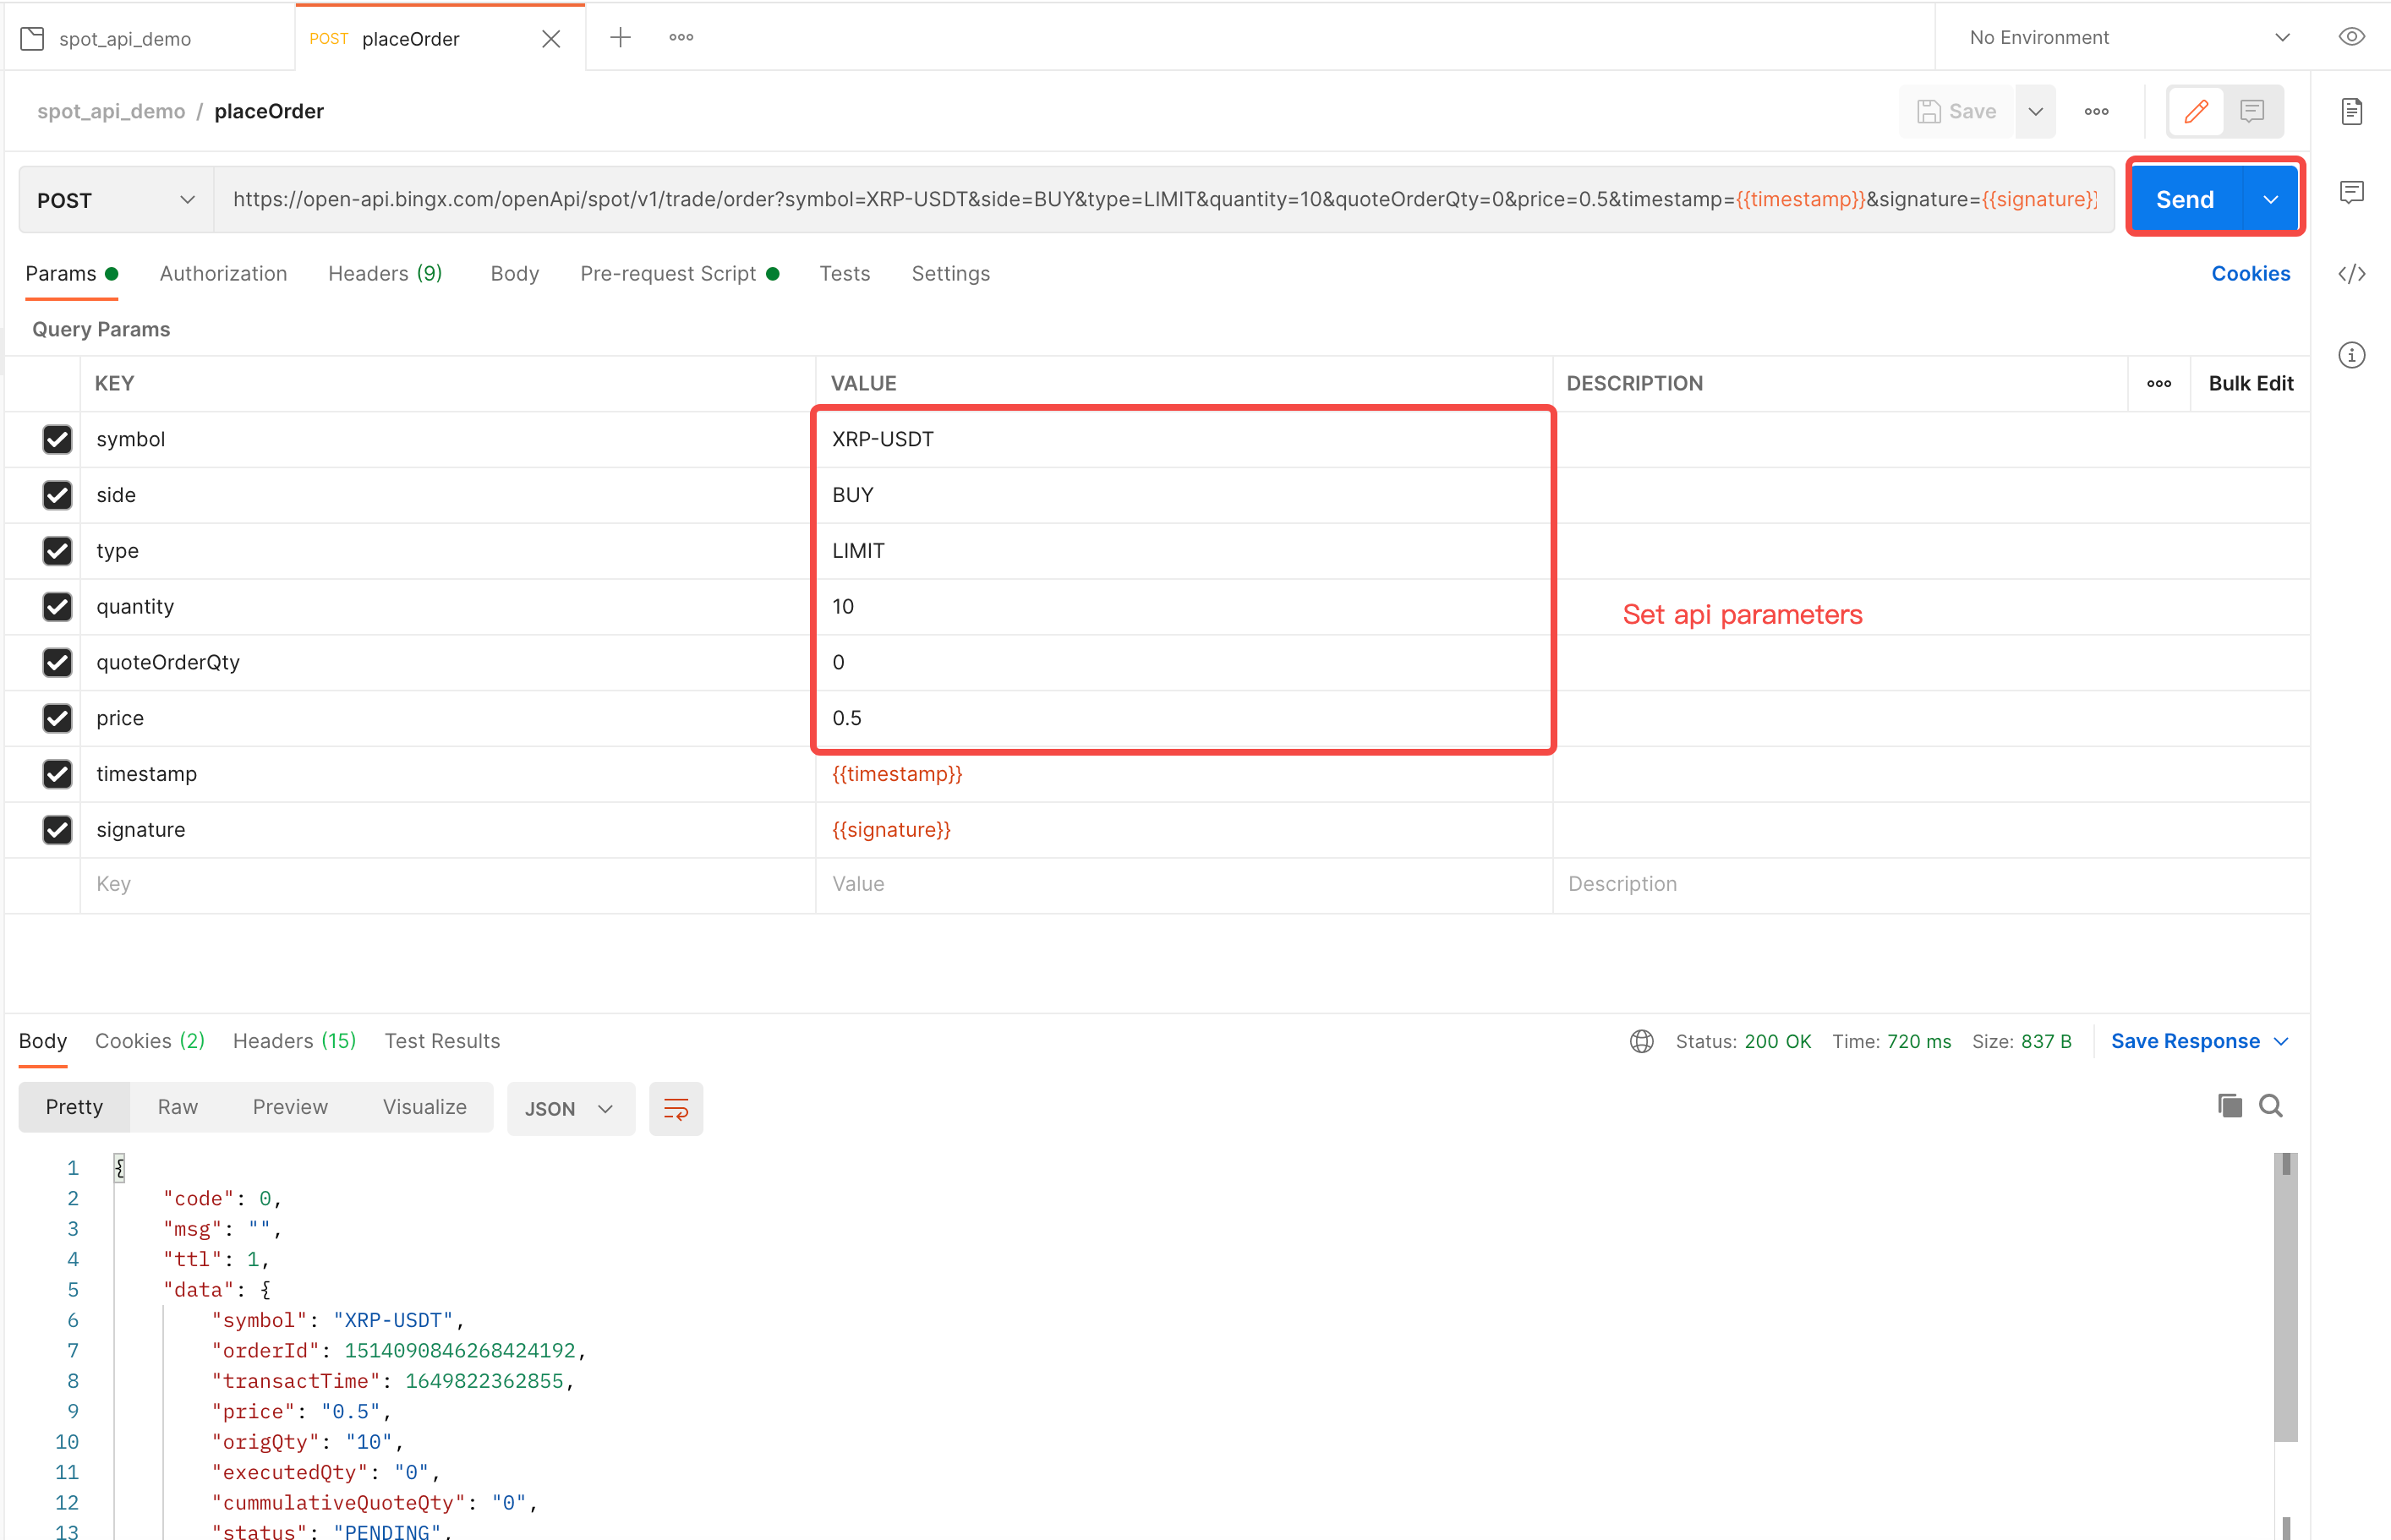 spot_api_demo POST placeOrder No Environment
spot_api_demo / placeOrder Save
POST https://open-api.bingx.com/openApi/spot/v1/trade/order?symbol=XRP-USDT&side=BUY&type=LIMIT&quantity=10&quoteOrderQty=0&price=0.5&timestamp={{timestamp}}&signature={{signature}} Send
Params Authorization Headers (9) Body Pre-request Script Tests Settings Cookies
Query Params
KEY VALUE DESCRIPTION Bulk Edit
symbol XRP-USDT
side BUY
type LIMIT
quantity 10
Set api parameters
quoteOrderQty 0
price 0.5
timestamp {{timestamp}}
signature {{signature}}
Key Value Description
Body Cookies (2) Headers (15) Test Results Status: 200 OK Time: 720 ms Size: 837 B Save Response
Pretty Raw Preview Visualize JSON
1 {
2 "code": 0,
3 "msg": "",
4 "ttl": 1,
5 "data": {
6 "symbol": "XRP-USDT",
7 "orderId": 1514090846268424192,
8 "transactTime": 1649822362855,
9 "price": "0.5",
10 "origQty": "10",
11 "executedQty": "0",
12 "cummulativeQuoteQty": "0",
13 "status": "PENDING",